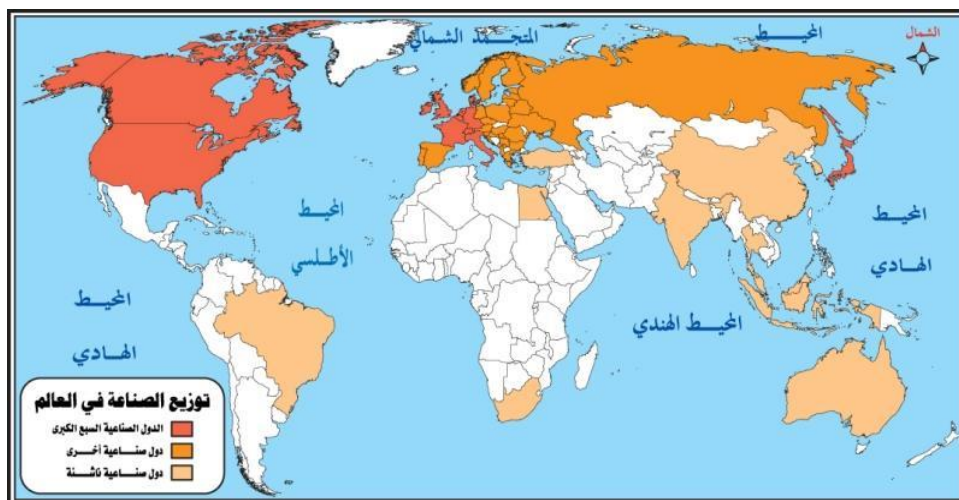 المحيط
المتجمد الشمالي
الشمال
المحيط
الأطلسي
المحيط
الهادي
المحيط الهندي
المحيط
الهادي
توزيع الصناعة في العالم
الدول الصناعية السبع الكبرى
دول صناعية أخرى
دول صناعية ناشئة